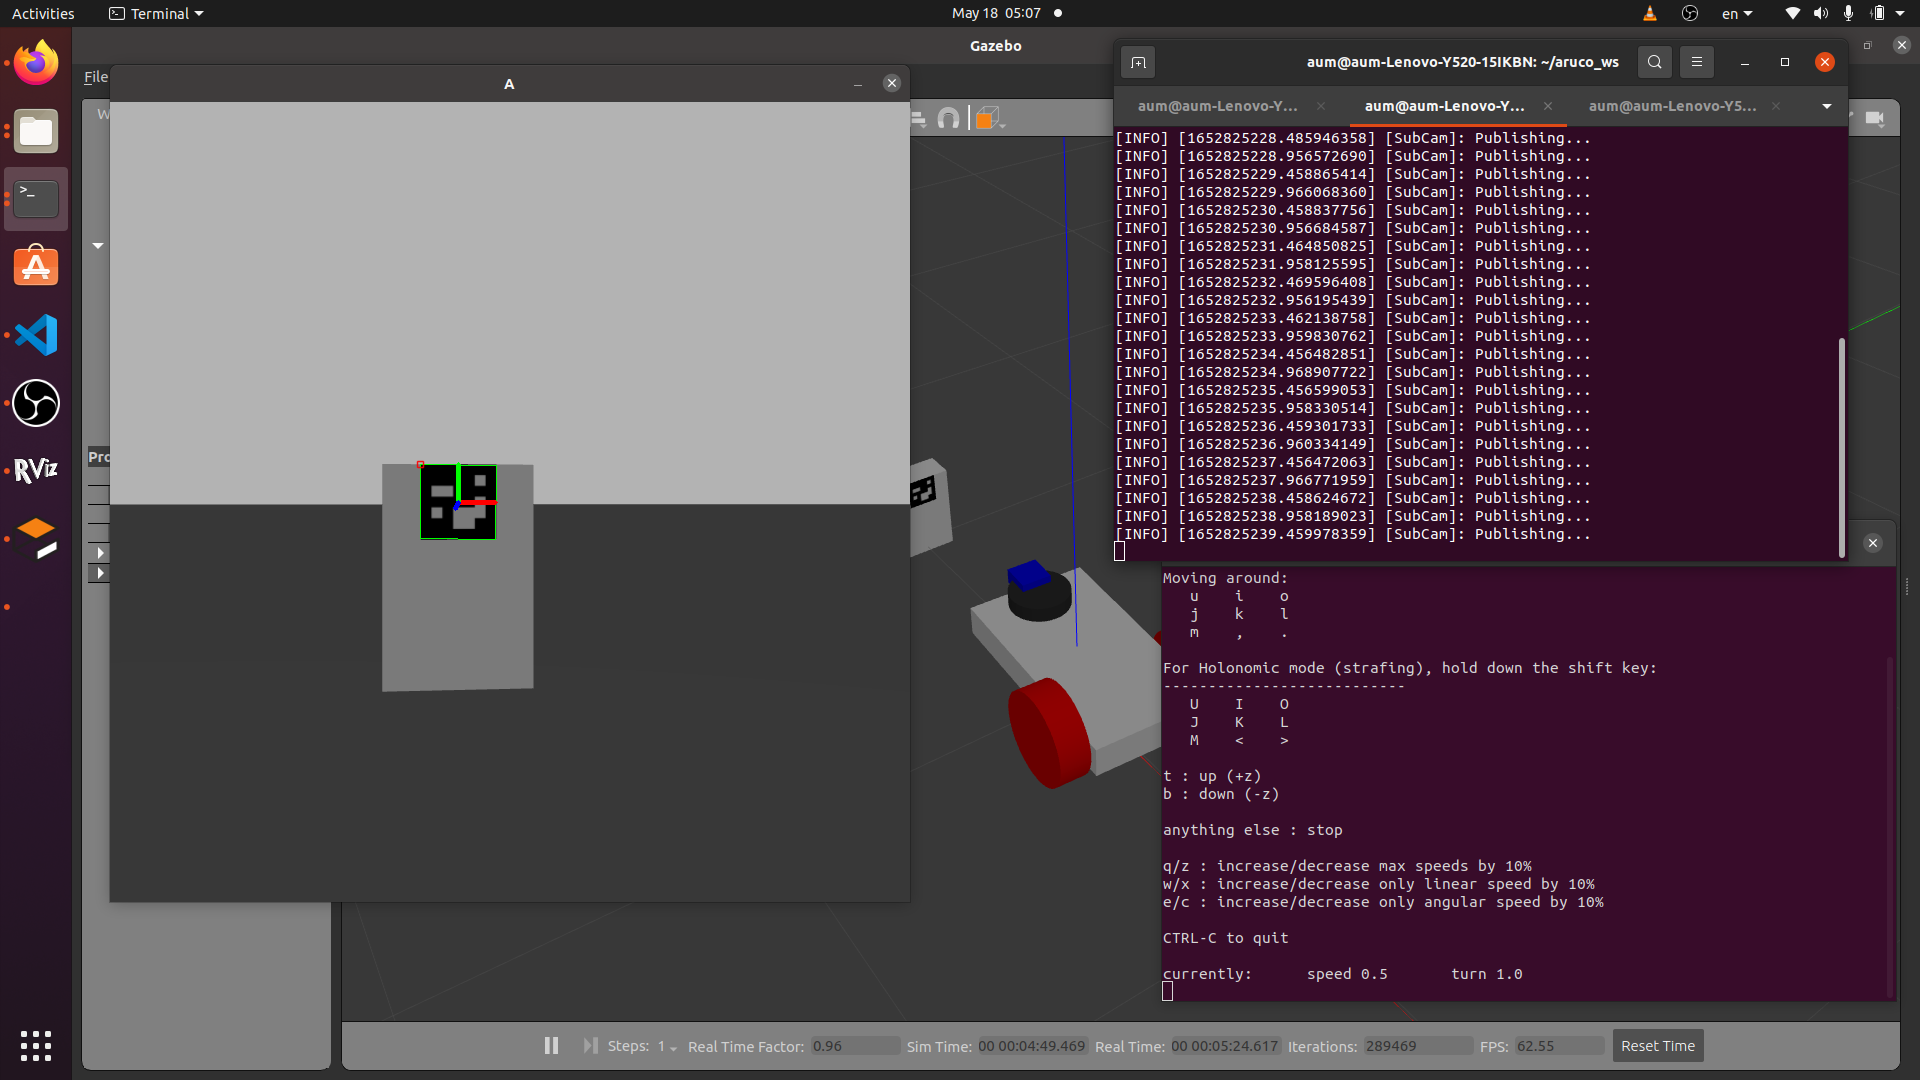 Activities
Terminal
May 18 05:07
en
Gazebo
File
A
W
aum@aum-Lenovo-Y520-15IKBN: ~/aruco_ws
aum@aum-Lenovo-Y...
aum@aum-Lenovo-Y...
aum@aum-Lenovo-Y5...
[INFO] [1652825228.485946358] [SubCam]: Publishing...
[INFO] [1652825228.956572690] [SubCam]: Publishing...
[INFO] [1652825229.458865414] [SubCam]: Publishing...
[INFO] [1652825229.966068360] [SubCam]: Publishing...
[INFO] [1652825230.458837756] [SubCam]: Publishing...
[INFO] [1652825230.956684587] [SubCam]: Publishing...
[INFO] [1652825231.464850825] [SubCam]: Publishing...
[INFO] [1652825231.958125595] [SubCam]: Publishing...
[INFO] [1652825232.469596408] [SubCam]: Publishing...
[INFO] [1652825232.956195439] [SubCam]: Publishing...
[INFO] [1652825233.462138758] [SubCam]: Publishing...
[INFO] [1652825233.959830762] [SubCam]: Publishing...
[INFO] [1652825234.456482851] [SubCam]: Publishing...
[INFO] [1652825234.968907722] [SubCam]: Publishing...
[INFO] [1652825235.456599053] [SubCam]: Publishing...
[INFO] [1652825235.958330514] [SubCam]: Publishing...
[INFO] [1652825236.459301733] [SubCam]: Publishing...
[INFO] [1652825236.960334149] [SubCam]: Publishing...
[INFO] [1652825237.456472063] [SubCam]: Publishing...
[INFO] [1652825237.966771959] [SubCam]: Publishing...
[INFO] [1652825238.458624672] [SubCam]: Publishing...
[INFO] [1652825238.958189023] [SubCam]: Publishing...
[INFO] [1652825239.459978359] [SubCam]: Publishing...
RViz
Pro
Moving around:
u i o
j k l
m , .
For Holonomic mode (strafing), hold down the shift key:
---------------------------
U I O
J K L
M < >
t : up (+z)
b : down (-z)
anything else : stop
q/z : increase/decrease max speeds by 10%
w/x : increase/decrease only linear speed by 10%
e/c : increase/decrease only angular speed by 10%
CTRL-C to quit
currently: speed 0.5 turn 1.0
Steps: 1 Real Time Factor: 0.96 Sim Time: 00 00:04:49.469 Real Time: 00 00:05:24.617 Iterations: 289469 FPS: 62.55 Reset Time